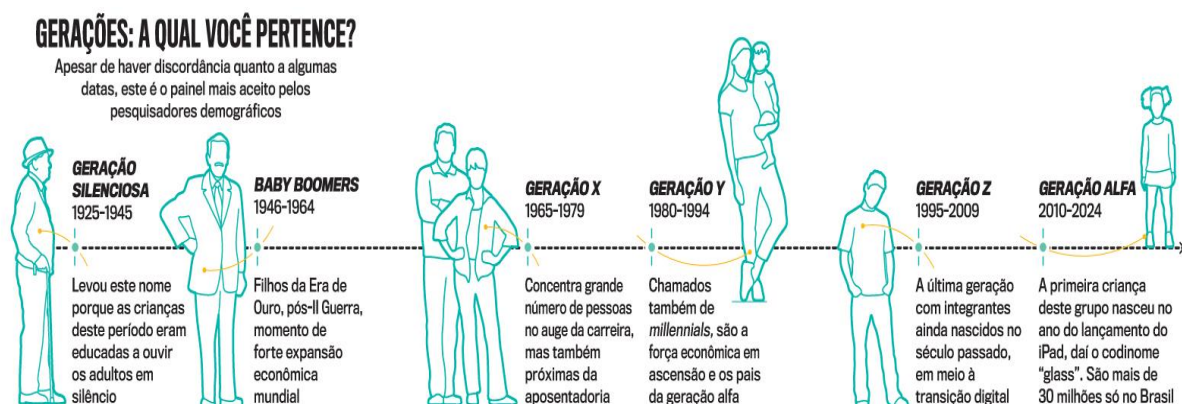 GERAÇÕES: A QUAL VOCÊ PERTENCE?
Apesar de haver discordância quanto a algumas
datas, este é o painel mais aceito pelos
pesquisadores demográficos
GERAÇÃO
SILENCIOSA
1925-1945
Levou este nome
porque as crianças
deste período eram
educadas a ouvir
os adultos em
silêncio
BABY BOOMERS
1946-1964
Filhos da Era de
Ouro, pós-II Guerra,
momento de
forte expansão
econômica
mundial
GERAÇÃO X
1965-1979
Concentra grande
número de pessoas
no auge da carreira,
mas também
próximas da
aposentadoria
GERAÇÃO Y
1980-1994
Chamados
também de
millennials, são a
força econômica em
ascensão e os pais
da geração alfa
GERAÇÃO Z
1995-2009
A última geração
com integrantes
ainda nascidos no
século passado,
em meio à
transição digital
GERAÇÃO ALFA
2010-2024
A primeira criança
deste grupo nasceu no
ano do lançamento do
iPad, daí o codinome
“glass”. São mais de
30 milhões só no Brasil